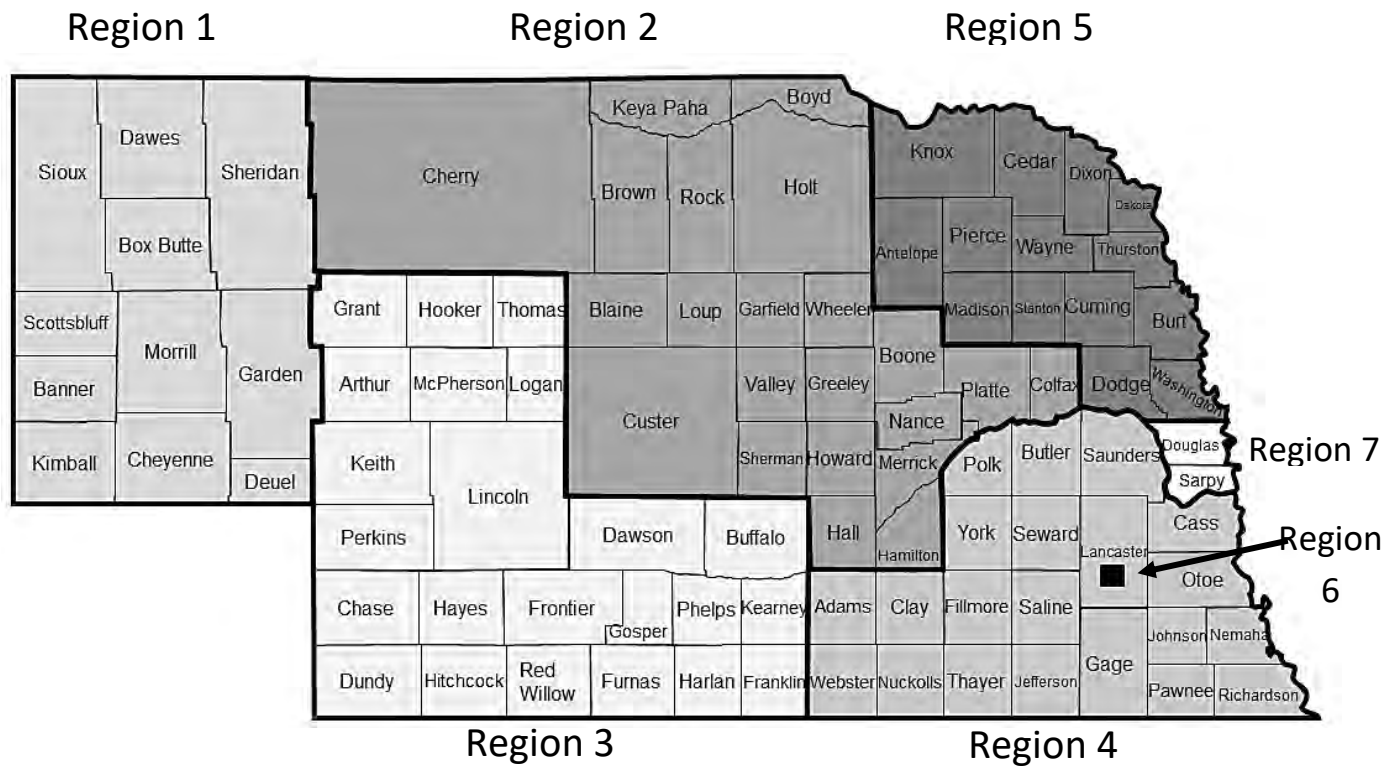 Region 1
Region 2
Region 5
Keya Paha
Boyd
Dawes
Sioux
Sheridan
Cherry
Brown
Rock
Holt
Knox
Cedar
Dixon
Dakota
Box Butte
Antelope
Pierce
Wayne
Thurston
Scottsbluff
Morrill
Garden
Grant
Hooker
Thomas
Blaine
Loup
Garfield
Wheeler
Madison
Stanton
Cuming
Burt
Banner
Arthur
McPherson
Logan
Valley
Greeley
Boone
Platte
Colfax
Dodge
Washington
Custer
Nance
Kimball
Cheyenne
Deuel
Keith
Lincoln
Sherman
Howard
Merrick
Polk
Butler
Saunders
Douglas
Region 7
Sarpy
Perkins
Dawson
Buffalo
Hall
Hamilton
York
Seward
Lancaster
Cass
Region
6
Otoe
Chase
Hayes
Frontier
Gosper
Phelps
Kearney
Adams
Clay
Fillmore
Saline
Johnson
Nemaha
Gage
Dundy
Hitchcock
Red
Willow
Furnas
Harlan
Franklin
Webster
Nuckolls
Thayer
Jefferson
Pawnee
Richardson
Region 3
Region 4